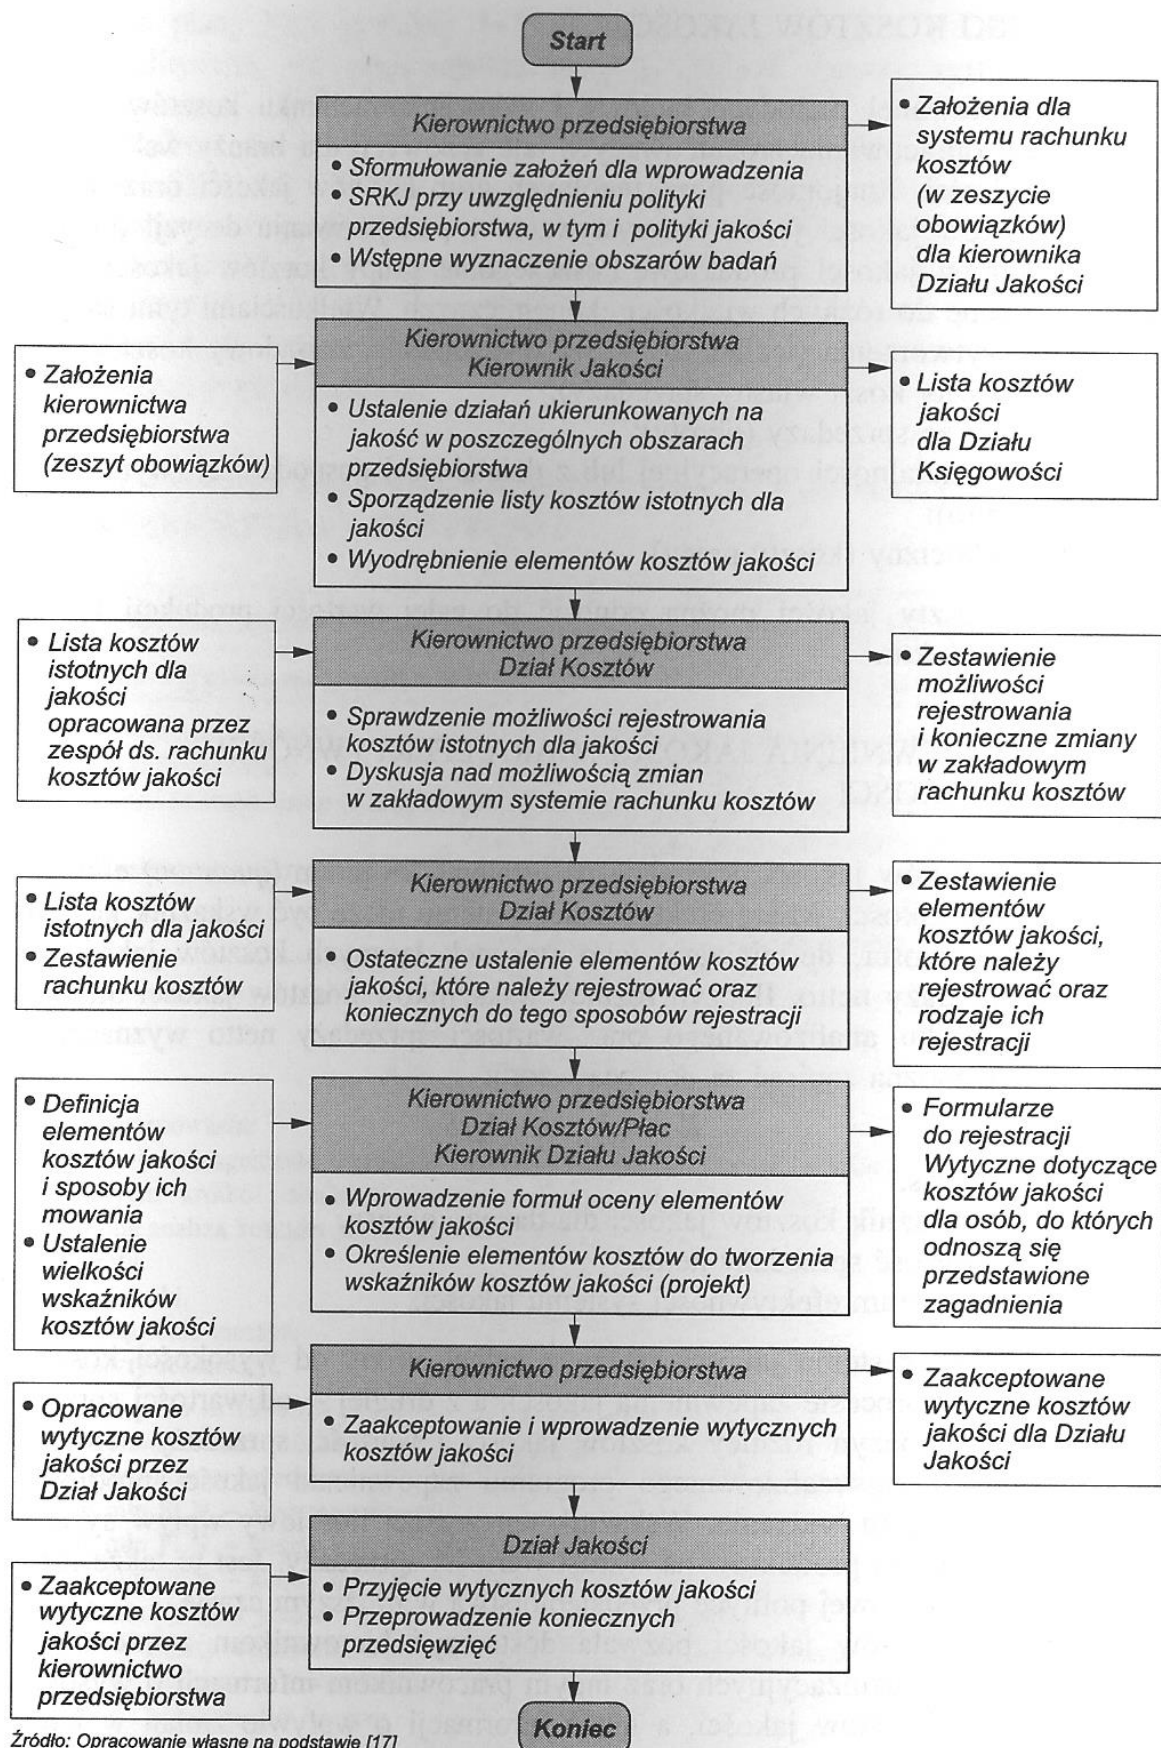 Start
Kierownictwo przedsiębiorstwa
• Sformułowanie założeń dla wprowadzenia
• SRKJ przy uwzględnieniu polityki
przedsiębiorstwa, w tym i polityki jakości
• Wstępne wyznaczenie obszarów badań
• Założenia dla
systemu rachunku
kosztów
(w zeszycie
obowiązków)
dla kierownika
Działu Jakości
• Założenia
kierownictwa
przedsiębiorstwa
(zeszyt obowiązków)
Kierownictwo przedsiębiorstwa
Kierownik Jakości
• Ustalenie działań ukierunkowanych na
jakość w poszczególnych obszarach
przedsiębiorstwa
• Sporządzenie listy kosztów istotnych dla
jakości
• Wyodrębnienie elementów kosztów jakości
• Lista kosztów
jakości
dla Działu
Księgowości
• Lista kosztów
istotnych dla
jakości
opracowana przez
zespół ds. rachunku
kosztów jakości
Kierownictwo przedsiębiorstwa
Dział Kosztów
• Sprawdzenie możliwości rejestrowania
kosztów istotnych dla jakości
• Dyskusja nad możliwością zmian
w zakładowym systemie rachunku kosztów
• Zestawienie
możliwości
rejestrowania
i konieczne zmiany
w zakładowym
rachunku kosztów
• Lista kosztów
istotnych dla jakości
• Zestawienie
rachunku kosztów
Kierownictwo przedsiębiorstwa
Dział Kosztów
• Ostateczne ustalenie elementów kosztów
jakości, które należy rejestrować oraz
koniecznych do tego sposobów rejestracji
• Zestawienie
elementów
kosztów jakości,
które należy
rejestrować oraz
rodzaje ich
rejestracji
• Definicja
elementów
kosztów jakości
i sposoby ich
mowania
• Ustalenie
wielkości
wskaźników
kosztów jakości
Kierownictwo przedsiębiorstwa
Dział Kosztów/Płac
Kierownik Działu Jakości
• Wprowadzenie formuł oceny elementów
kosztów jakości
• Określenie elementów kosztów do tworzenia
wskaźników kosztów jakości (projekt)
• Formularze
do rejestracji
Wytyczne dotyczące
kosztów jakości
dla osób, do których
odnoszą się
przedstawione
zagadnienia
• Opracowane
wytyczne kosztów
jakości przez
Dział Jakości
Kierownictwo przedsiębiorstwa
• Zaakceptowanie i wprowadzenie wytycznych
kosztów jakości
• Zaakceptowane
wytyczne kosztów
jakości dla Działu
Jakości
• Zaakceptowane
wytyczne kosztów
jakości przez
kierownictwo
przedsiębiorstwa
Dział Jakości
• Przyjęcie wytycznych kosztów jakości
• Przeprowadzenie koniecznych
przedsięwzięć
Koniec
Źródło: Opracowanie własne na podstawie [17]